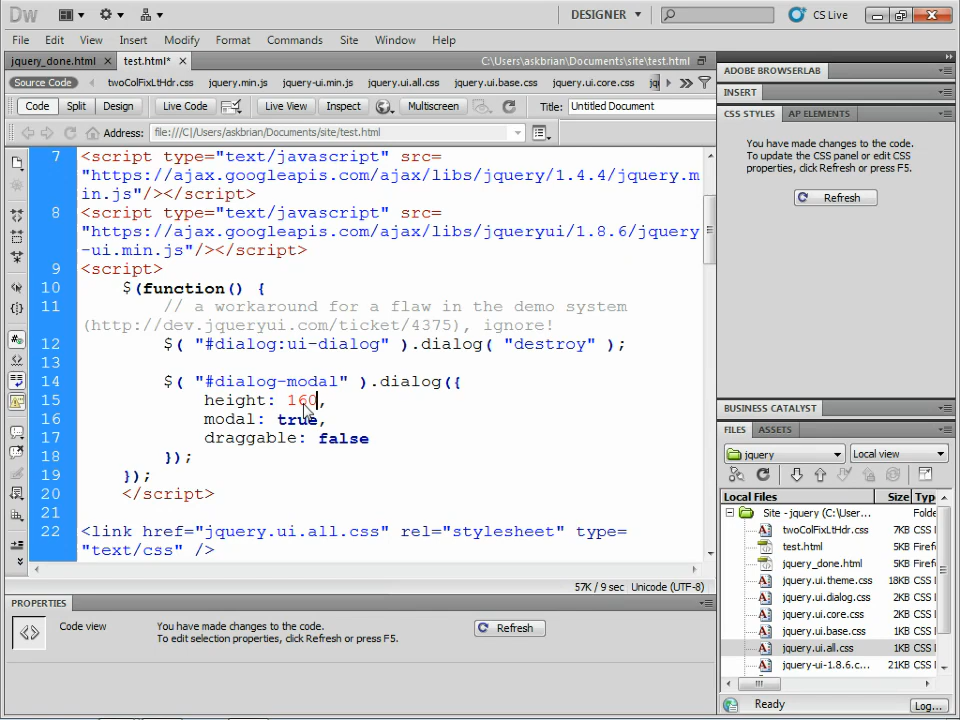 Dw
DESIGNER
CS Live
File Edit View Insert Modify Format Commands Site Window Help
jquery_done.html × test.html* ×
C:\Users\askbrian\Documents\site\test.html
Source Code twoColFixLtHdr.css jquery.min.js jquery-ui.min.js jquery.ui.all.css jquery.ui.base.css jquery.ui.core.css jq
Code Split Design Live Code Live View Inspect Multiscreen Title: Untitled Document
Address: file:///C|/Users/askbrian/Documents/site/test.html
7 <script type="text/javascript" src=
"https://ajax.googleapis.com/ajax/libs/jquery/1.4.4/jquery.m
in.js"/></script>
8 <script type="text/javascript" src=
"https://ajax.googleapis.com/ajax/libs/jqueryui/1.8.6/jquery
-ui.min.js"/></script>
9 <script>
10 $(function() {
11 // a workaround for a flaw in the demo system
(http://dev.jqueryui.com/ticket/4375), ignore!
12 $( "#dialog:ui-dialog" ).dialog( "destroy" );
13
14 $( "#dialog-modal" ).dialog({
15 height: 160,
16 modal: true,
17 draggable: false
18 });
19 });
20 </script>
21
22 <link href="jquery.ui.all.css" rel="stylesheet" type=
"text/css" />
57K / 9 sec Unicode (UTF-8)
PROPERTIES
Code view
You have made changes to the code.
To edit selection properties, click Refresh or press F5.
Refresh
ADOBE BROWSERLAB
INSERT
CSS STYLES AP ELEMENTS
You have made changes to the code.
To update the CSS panel or edit CSS
properties, click Refresh or press F5.
Refresh
BUSINESS CATALYST
FILES ASSETS
jquery Local view
Local Files Size Typ
Site - jquery (C:\User... Folde
twoColFixLtHdr.css 7KB CSS
test.html 5KB Firef
jquery_done.html 5KB Firef
jquery.ui.theme.css 18KB CSS
jquery.ui.dialog.css 2KB CSS
jquery.ui.core.css 2KB CSS
jquery.ui.base.css 1KB CSS
jquery.ui.all.css 1KB CSS
jquery-ui-1.8.6.c... 21KB CSS
Ready Log...